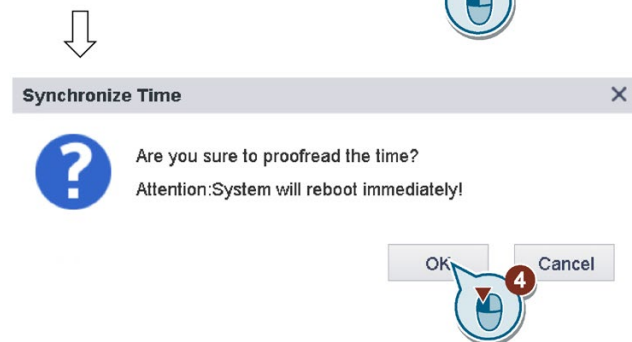 Synchronize Time
Are you sure to proofread the time?
Attention:System will reboot immediately!
OK
Cancel
4